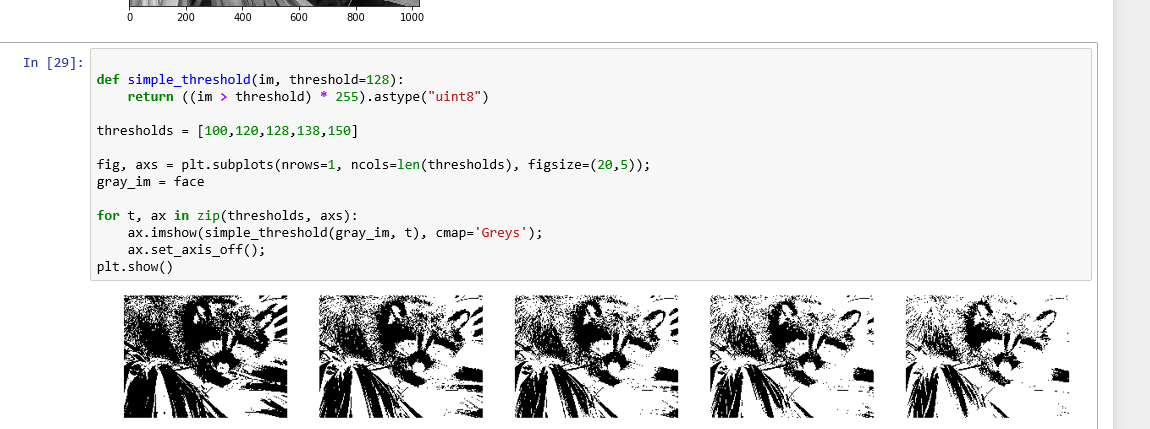 0 200 400 600 800 1000
In [29]:
def simple_threshold(im, threshold=128):
    return ((im > threshold) * 255).astype("uint8")
thresholds = [100,120,128,138,150]
fig, axs = plt.subplots(nrows=1, ncols=len(thresholds), figsize=(20,5));
gray_im = face
for t, ax in zip(thresholds, axs):
    ax.imshow(simple_threshold(gray_im, t), cmap='Greys');
    ax.set_axis_off();
plt.show()